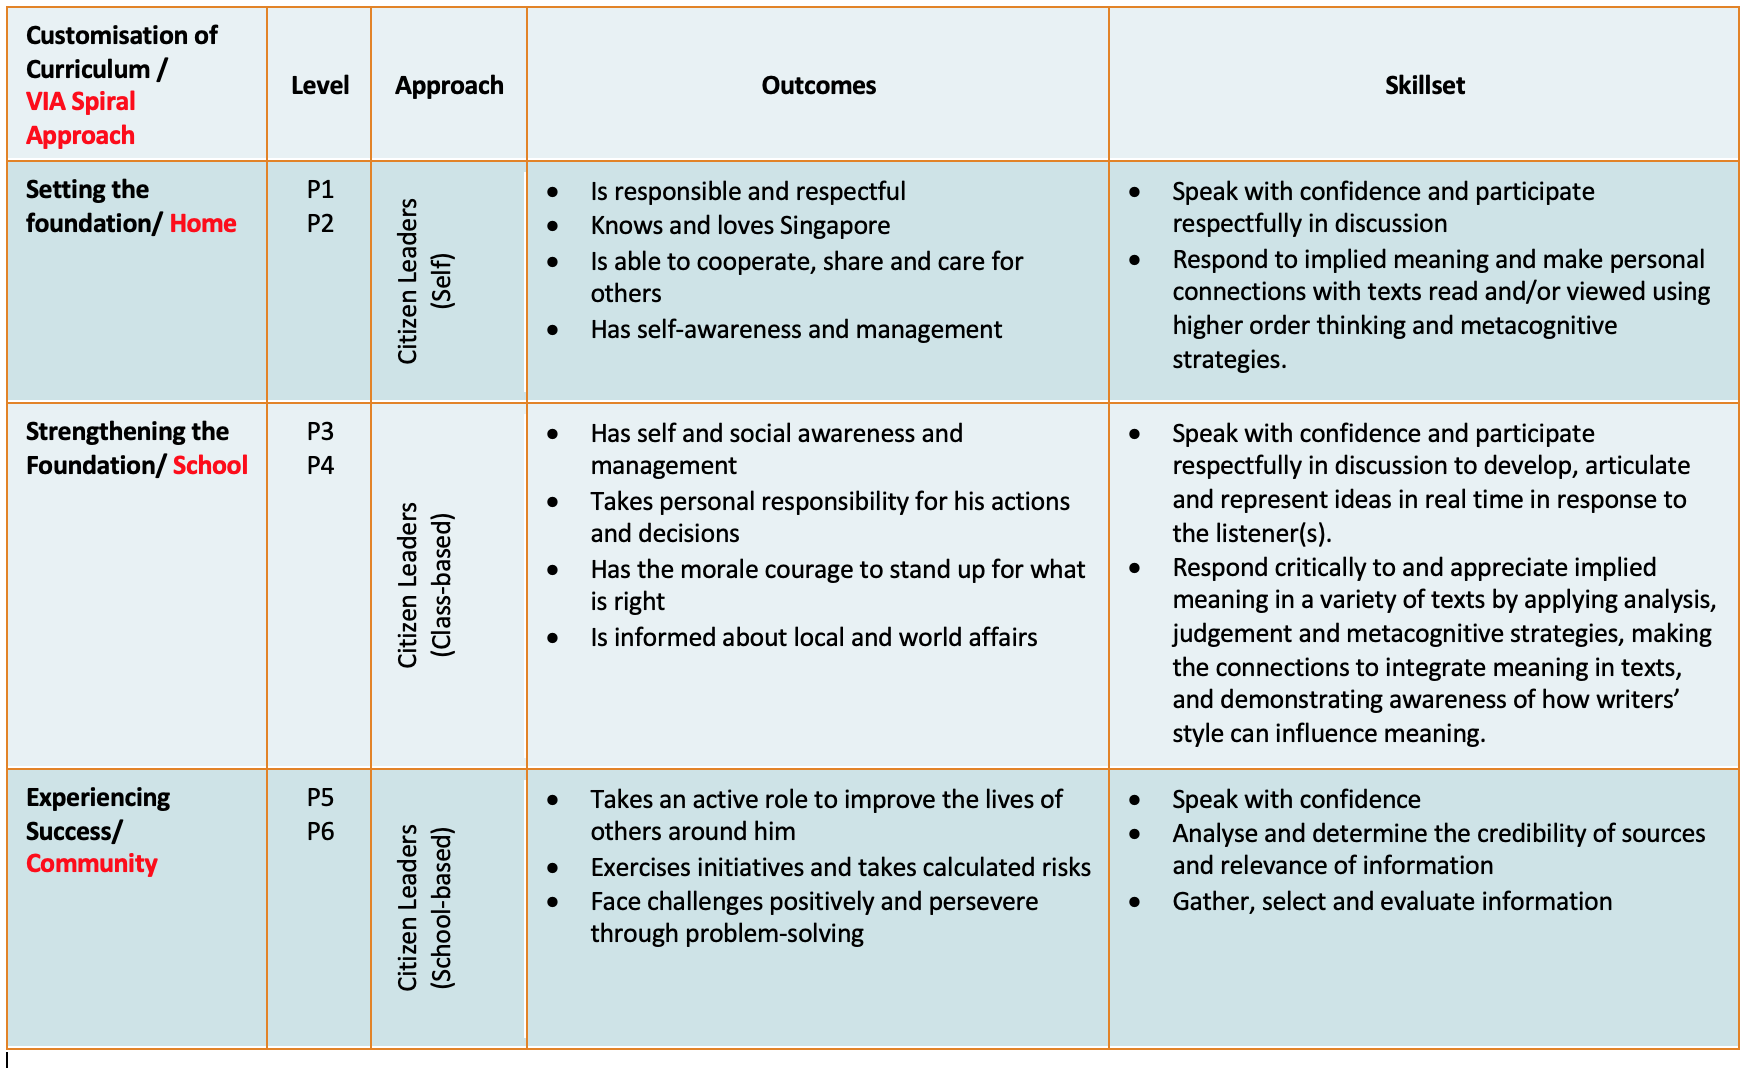 Customisation of
Curriculum /
VIA Spiral
Approach
Level
Approach
Outcomes
Skillset
Setting the
foundation/ Home
P1
P2
Citizen Leaders
(Self)
• Is responsible and respectful
• Knows and loves Singapore
• Is able to cooperate, share and care for
others
• Has self-awareness and management
• Speak with confidence and participate
respectfully in discussion
• Respond to implied meaning and make personal
connections with texts read and/or viewed using
higher order thinking and metacognitive
strategies.
Strengthening the
Foundation/ School
P3
P4
Citizen Leaders
(Class-based)
• Has self and social awareness and
management
• Takes personal responsibility for his actions
and decisions
• Has the morale courage to stand up for what
is right
• Is informed about local and world affairs
• Speak with confidence and participate
respectfully in discussion to develop, articulate
and represent ideas in real time in response to
the listener(s).
• Respond critically to and appreciate implied
meaning in a variety of texts by applying analysis,
judgement and metacognitive strategies, making
the connections to integrate meaning in texts,
and demonstrating awareness of how writers’
style can influence meaning.
Experiencing
Success/
Community
P5
P6
Citizen Leaders
(School-based)
• Takes an active role to improve the lives of
others around him
• Exercises initiatives and takes calculated risks
• Face challenges positively and persevere
through problem-solving
• Speak with confidence
• Analyse and determine the credibility of sources
and relevance of information
• Gather, select and evaluate information